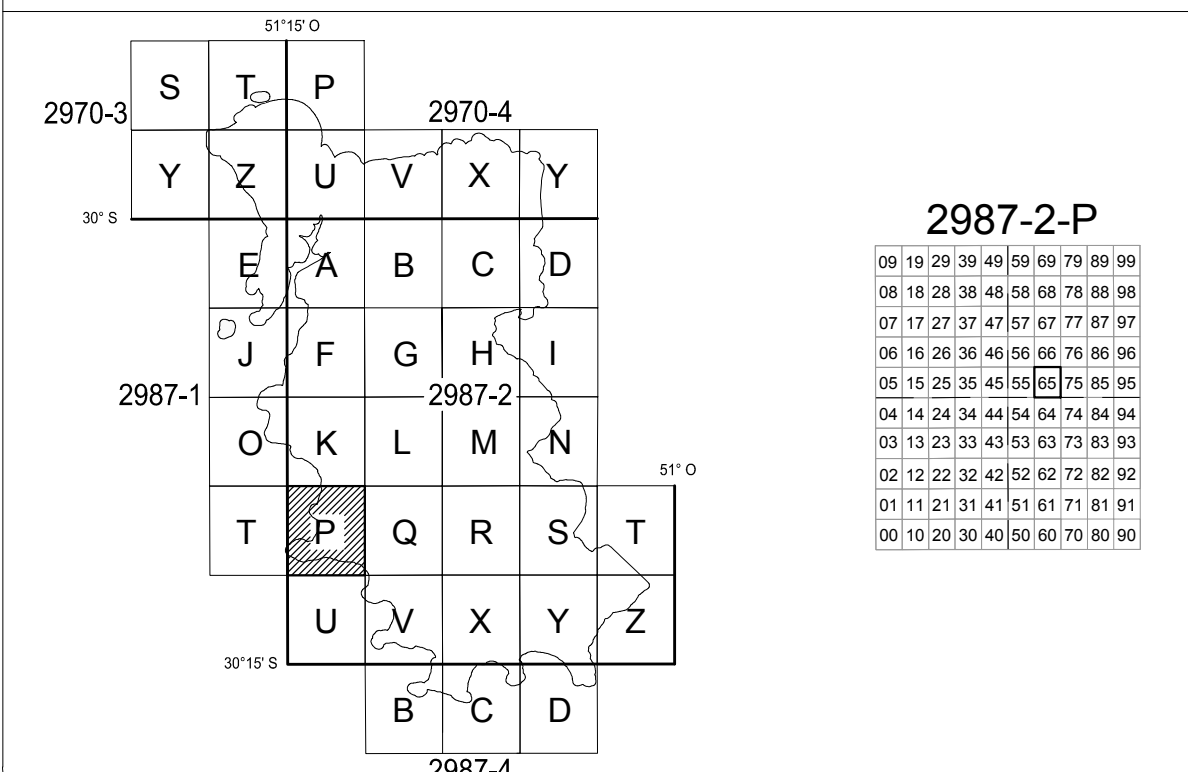 51°15' O
S T P
2970-3
2970-4
Y Z U V X Y
30° S
E A B C D
J F G H I
2987-1
2987-2
O K L M N
51° O
T P Q R S T
U V X Y Z
30°15' S
B C D
2987-4
2987-2-P
09 19 29 39 49 59 69 79 89 99
08 18 28 38 48 58 68 78 88 98
07 17 27 37 47 57 67 77 87 97
06 16 26 36 46 56 66 76 86 96
05 15 25 35 45 55 65 75 85 95
04 14 24 34 44 54 64 74 84 94
03 13 23 33 43 53 63 73 83 93
02 12 22 32 42 52 62 72 82 92
01 11 21 31 41 51 61 71 81 91
00 10 20 30 40 50 60 70 80 90